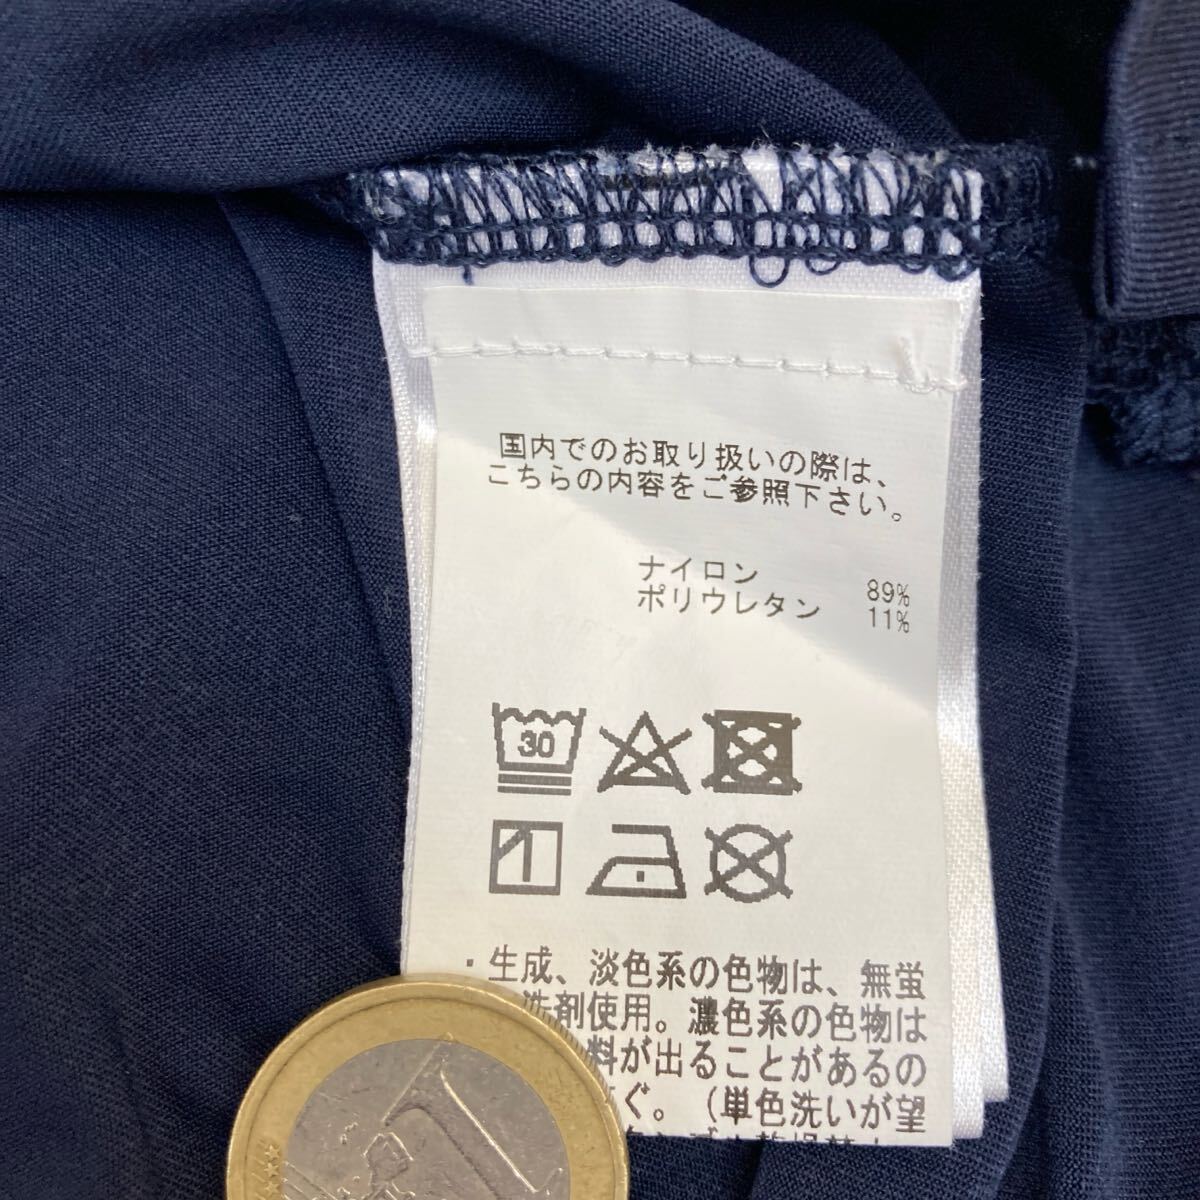 国内でのお取り扱いの際は、
こちらの内容をご参照下さい。
ナイロン 89%
ポリウレタン 11%
30
・生成、淡色系の色物は、無蛍
洗剤使用。濃色系の色物は
料が出ることがあるの
ぐ。(単色洗いが望
1